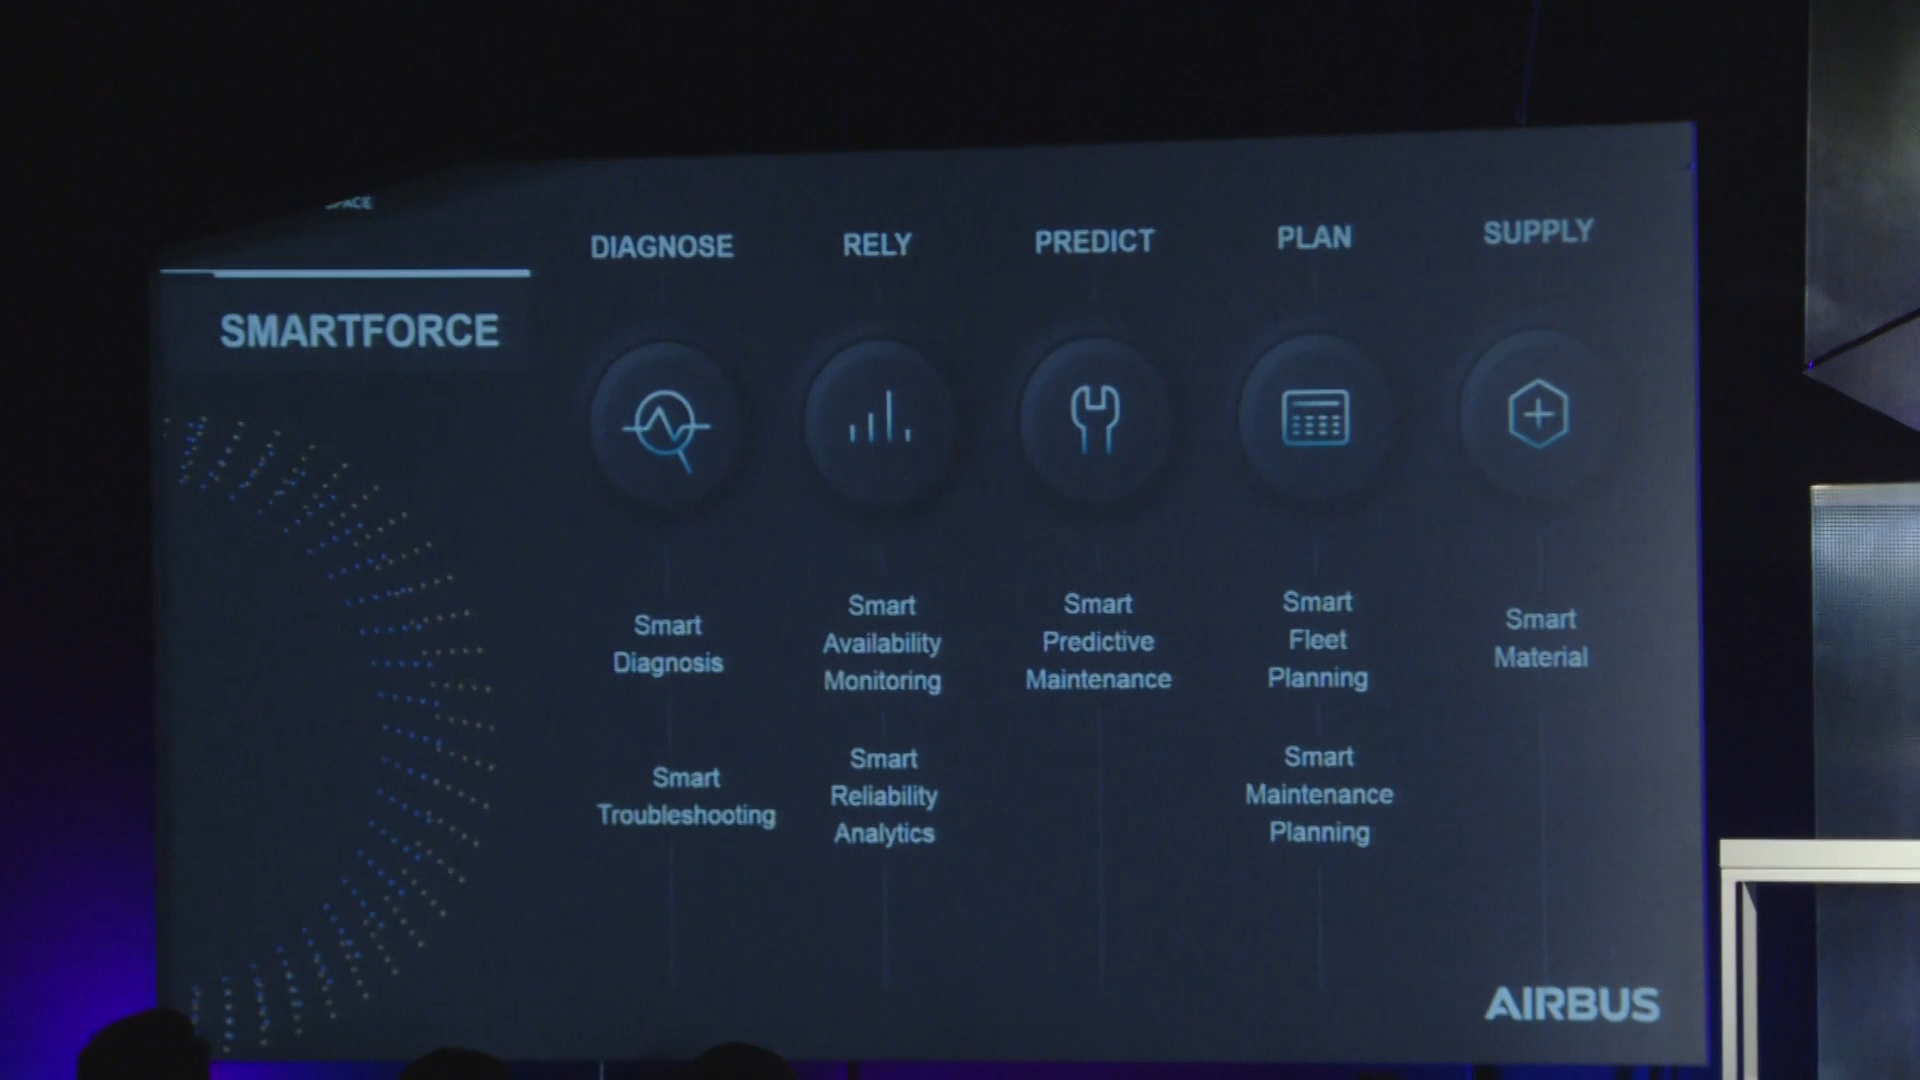 SMARTFORCE
DIAGNOSE
RELY
PREDICT
PLAN
SUPPLY
Smart
Diagnosis
Smart
Troubleshooting
Smart
Availability
Monitoring
Smart
Reliability
Analytics
Smart
Predictive
Maintenance
Smart
Fleet
Planning
Smart
Maintenance
Planning
Smart
Material
AIRBUS